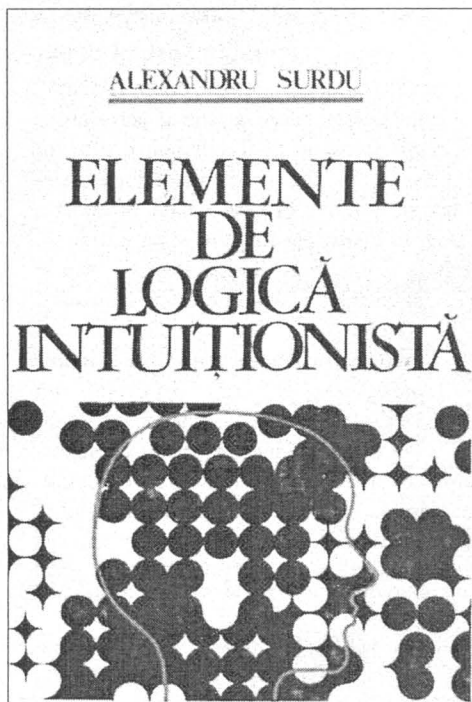 ALEXANDRU SURDU
ELEMENTE
DE
LOGICĂ
INTUIȚIONISTĂ